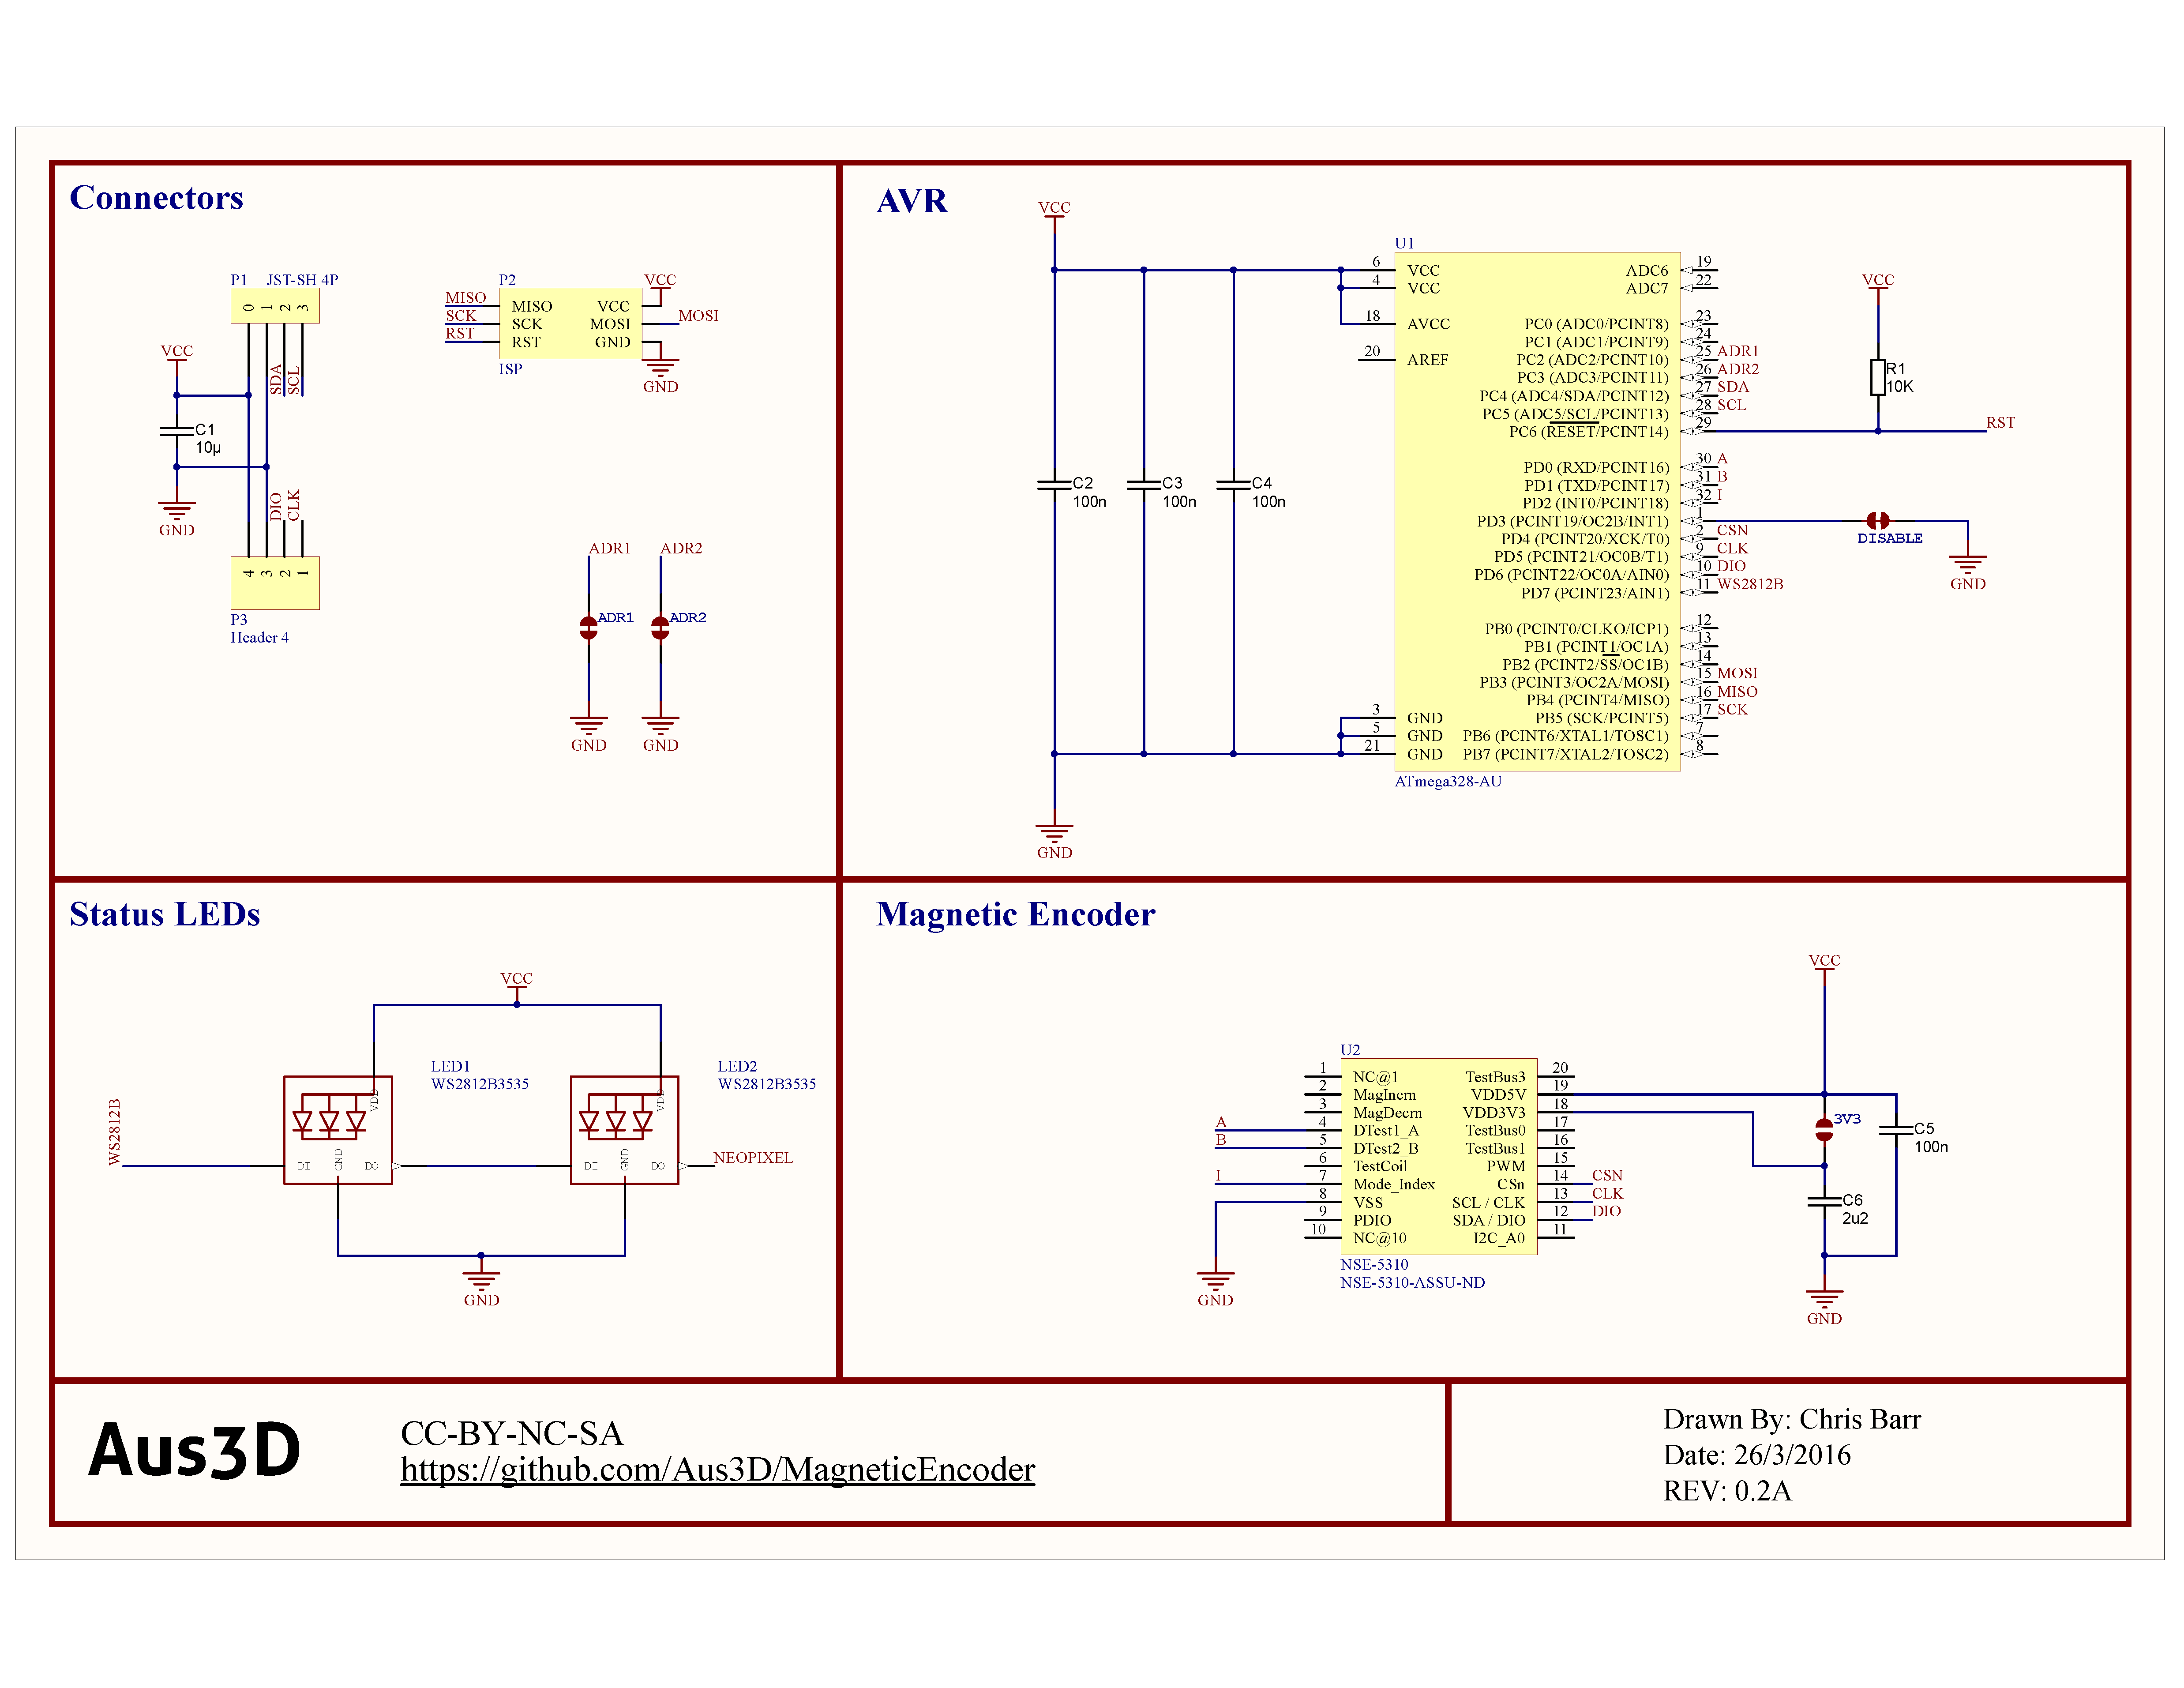 Connectors
P1 JST-SH 4P
0 1 2 3
VCC
SDA
SCL
C1
10µ
GND
DIO
CLK
4 3 2 1
P3
Header 4
P2
MISO
SCK
RST
MISO VCC
SCK MOSI
RST GND
ISP
VCC
MOSI
GND
ADR1 ADR2
ADR1 ADR2
GND GND
AVR
VCC
C2
100n
C3
100n
C4
100n
GND
U1
6 VCC
4 VCC
18 AVCC
20 AREF
3 GND
5 GND
21 GND
ADC6 19
ADC7 22
PC0 (ADC0/PCINT8) 23
PC1 (ADC1/PCINT9) 24
PC2 (ADC2/PCINT10) 25 ADR1
PC3 (ADC3/PCINT11) 26 ADR2
PC4 (ADC4/SDA/PCINT12) 27 SDA
PC5 (ADC5/SCL/PCINT13) 28 SCL
PC6 (RESET/PCINT14) 29
PD0 (RXD/PCINT16) 30 A
PD1 (TXD/PCINT17) 31 B
PD2 (INT0/PCINT18) 32 I
PD3 (PCINT19/OC2B/INT1) 1
PD4 (PCINT20/XCK/T0) 2 CSN
PD5 (PCINT21/OC0B/T1) 9 CLK
PD6 (PCINT22/OC0A/AIN0) 10 DIO
PD7 (PCINT23/AIN1) 11 WS2812B
PB0 (PCINT0/CLKO/ICP1) 12
PB1 (PCINT1/OC1A) 13
PB2 (PCINT2/SS/OC1B) 14
PB3 (PCINT3/OC2A/MOSI) 15 MOSI
PB4 (PCINT4/MISO) 16 MISO
PB5 (SCK/PCINT5) 17 SCK
PB6 (PCINT6/XTAL1/TOSC1) 7
PB7 (PCINT7/XTAL2/TOSC2) 8
ATmega328-AU
VCC
R1
10K
RST
DISABLE
GND
Status LEDs
VCC
LED1
WS2812B3535
LED2
WS2812B3535
WS2812B
VDD
DI GND DO
VDD
DI GND DO
NEOPIXEL
GND
Magnetic Encoder
U2
1 NC@1 TestBus3 20
2 MagIncrn VDD5V 19
3 MagDecrn VDD3V3 18
A 4 DTest1_A TestBus0 17
B 5 DTest2_B TestBus1 16
6 TestCoil PWM 15
I 7 Mode_Index CSn 14 CSN
8 VSS SCL / CLK 13 CLK
9 PDIO SDA / DIO 12 DIO
10 NC@10 I2C_A0 11
NSE-5310
NSE-5310-ASSU-ND
GND
VCC
3V3
C5
100n
C6
2u2
GND
Aus3D
CC-BY-NC-SA
https://github.com/Aus3D/MagneticEncoder
Drawn By: Chris Barr
Date: 26/3/2016
REV: 0.2A